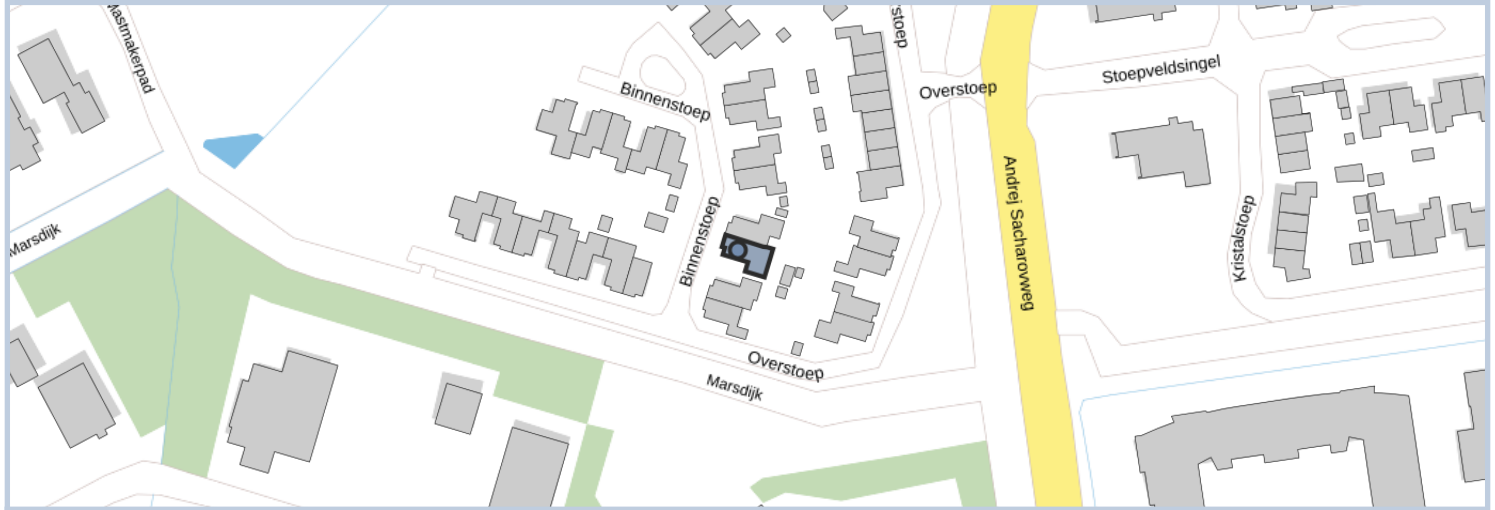 Mastmakerpad
Binnenstoep
Overstoep
Stoepveldsingel
Andrej Sacharovweg
Marsdijk
Binnenstoep
Kristalstoep
Overstoep
Marsdijk